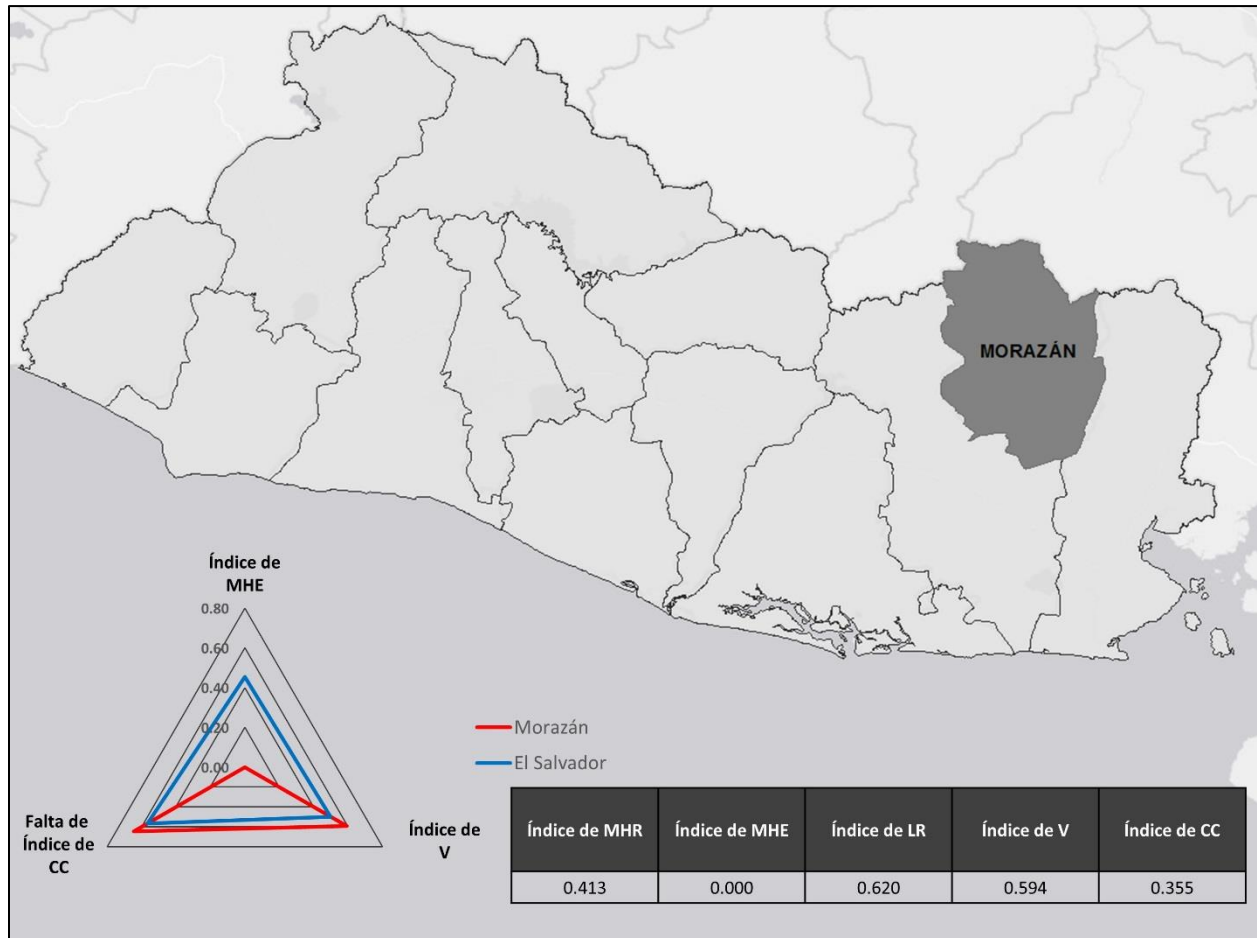 MORAZÁN
Índice de
MHE
0.80
0.60
0.40
0.20
0.00
Falta de
Índice de
CC
Índice de
V
Morazán
El Salvador
Índice de MHR Índice de MHE Índice de LR Índice de V Índice de CC
0.413 0.000 0.620 0.594 0.355